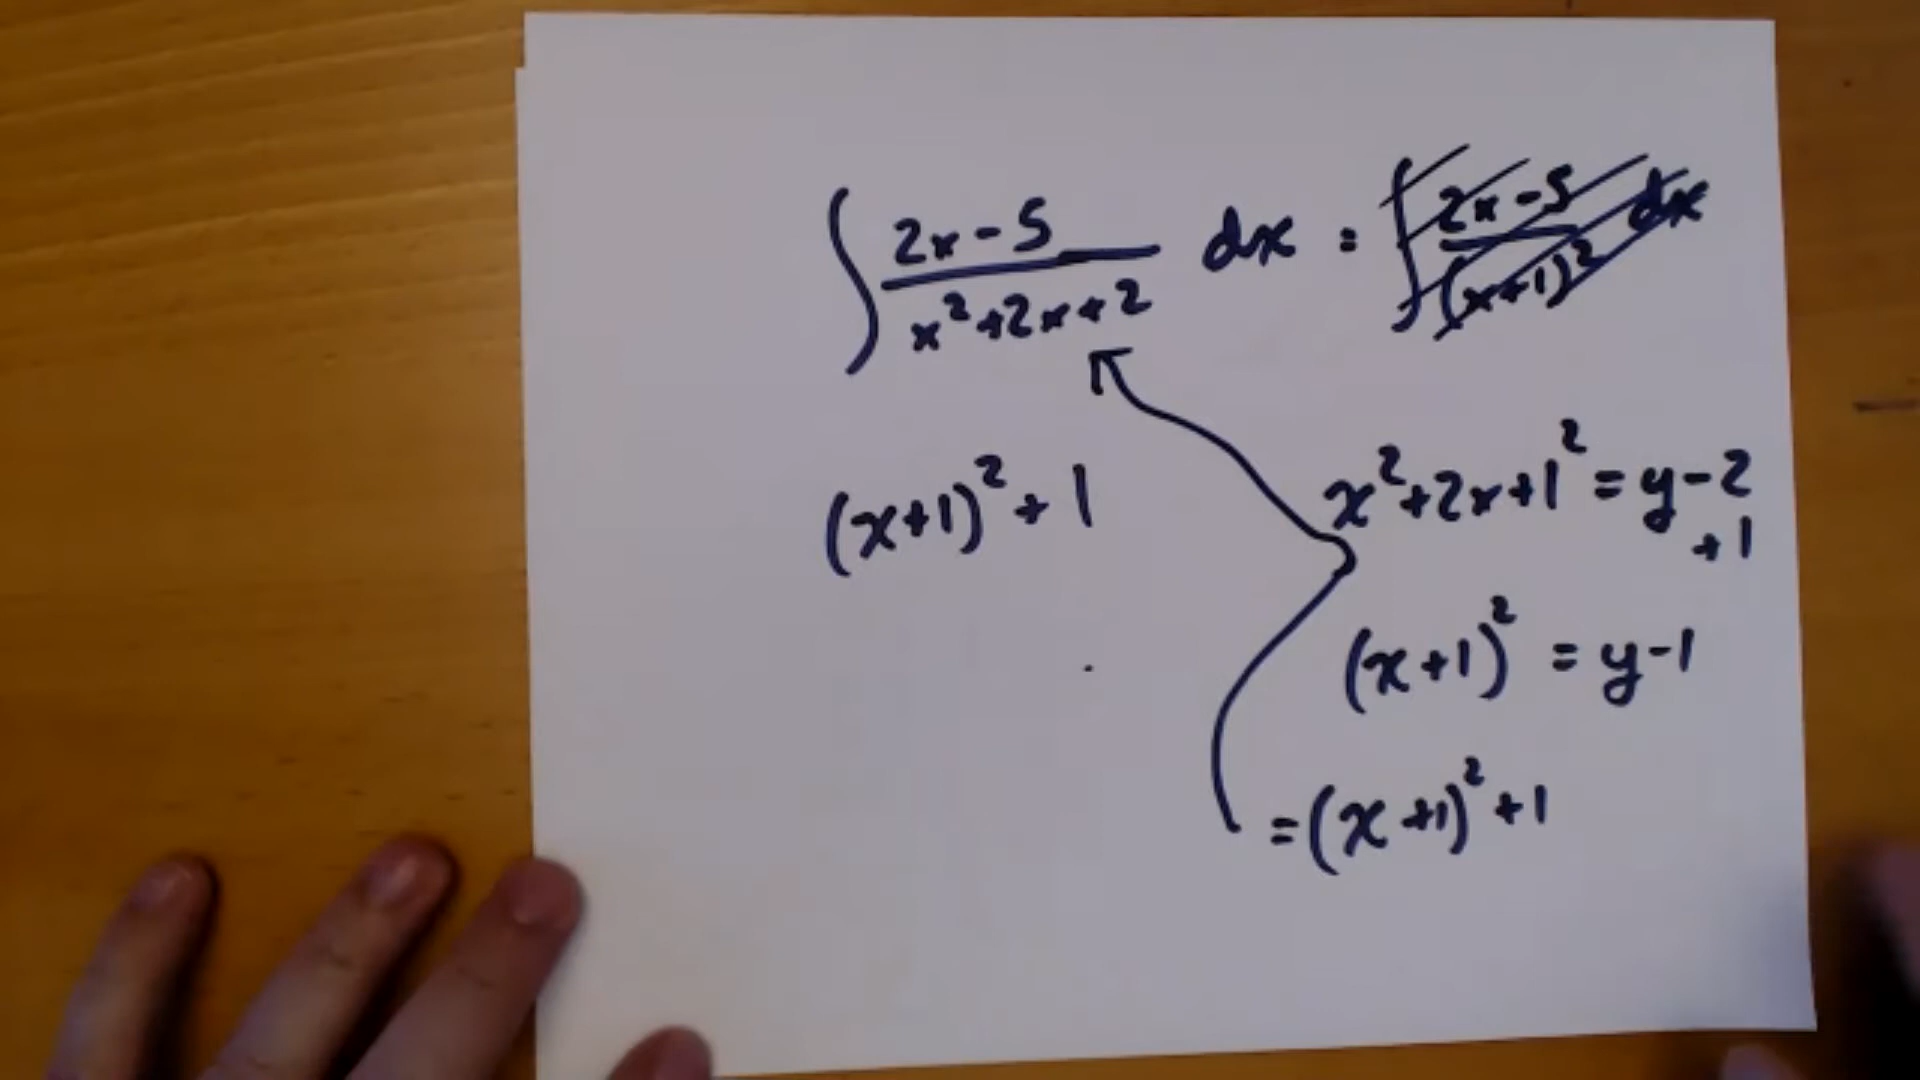 ∫ (2x-5)/(x²+2x+2) dx = ∫ (2x-5)/(x+1)² dx
(x+1)² + 1
x²+2x+1² = y-2
+1
(x+1)² = y-1
= (x+1)² + 1